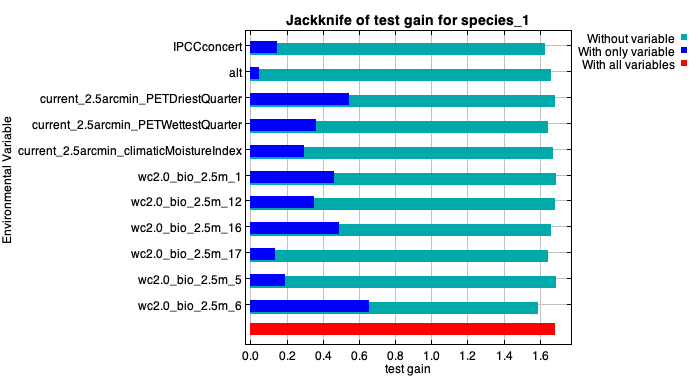 Jackknife of test gain for species_1
Without variable
With only variable
With all variables
Environmental Variable
IPCCconcert
alt
current_2.5arcmin_PETDriestQuarter
current_2.5arcmin_PETWettestQuarter
current_2.5arcmin_climaticMoistureIndex
wc2.0_bio_2.5m_1
wc2.0_bio_2.5m_12
wc2.0_bio_2.5m_16
wc2.0_bio_2.5m_17
wc2.0_bio_2.5m_5
wc2.0_bio_2.5m_6
0.0 0.2 0.4 0.6 0.8 1.0 1.2 1.4 1.6
test gain